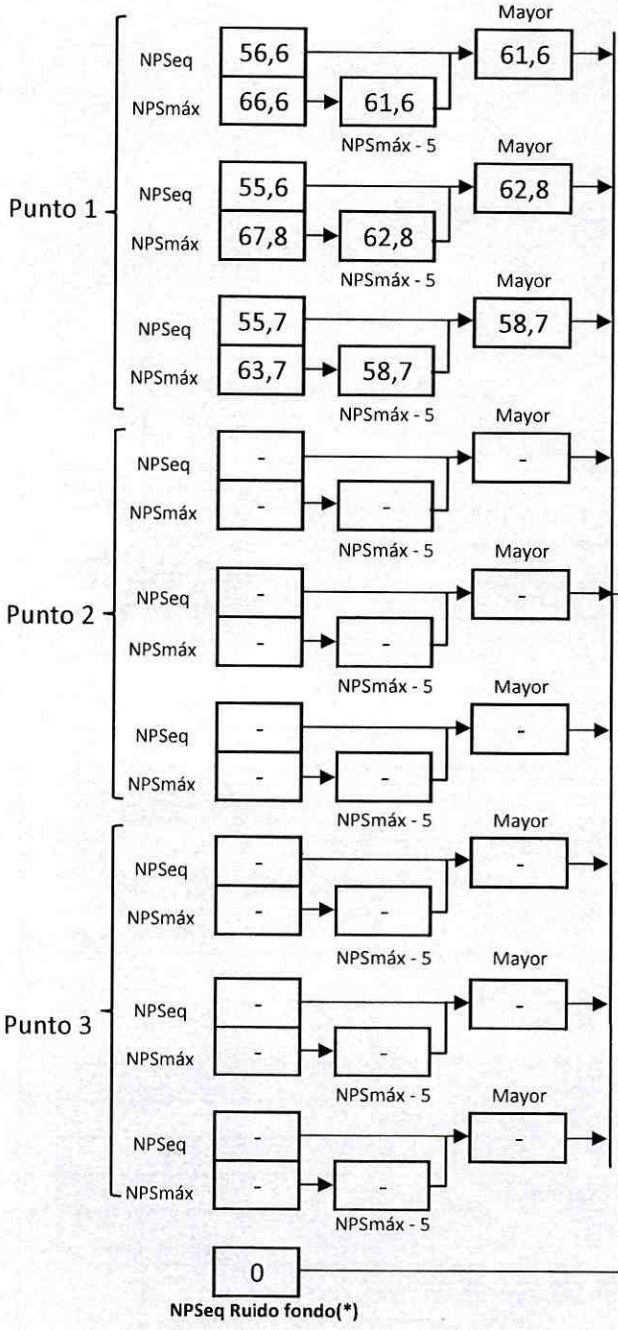 Mayor
NPSeq 56,6 61,6
NPSmáx 66,6 61,6
NPSmáx - 5
Mayor
Punto 1
NPSeq 55,6 62,8
NPSmáx 67,8 62,8
NPSmáx - 5
Mayor
NPSeq 55,7 58,7
NPSmáx 63,7 58,7
NPSmáx - 5
Mayor
NPSeq - -
NPSmáx - -
NPSmáx - 5
Mayor
Punto 2
NPSeq - -
NPSmáx - -
NPSmáx - 5
Mayor
NPSeq - -
NPSmáx - -
NPSmáx - 5
Mayor
NPSeq - -
NPSmáx - -
NPSmáx - 5
Mayor
Punto 3
NPSeq - -
NPSmáx - -
NPSmáx - 5
Mayor
NPSeq - -
NPSmáx - -
NPSmáx - 5
0
NPSeq Ruido fondo(*)